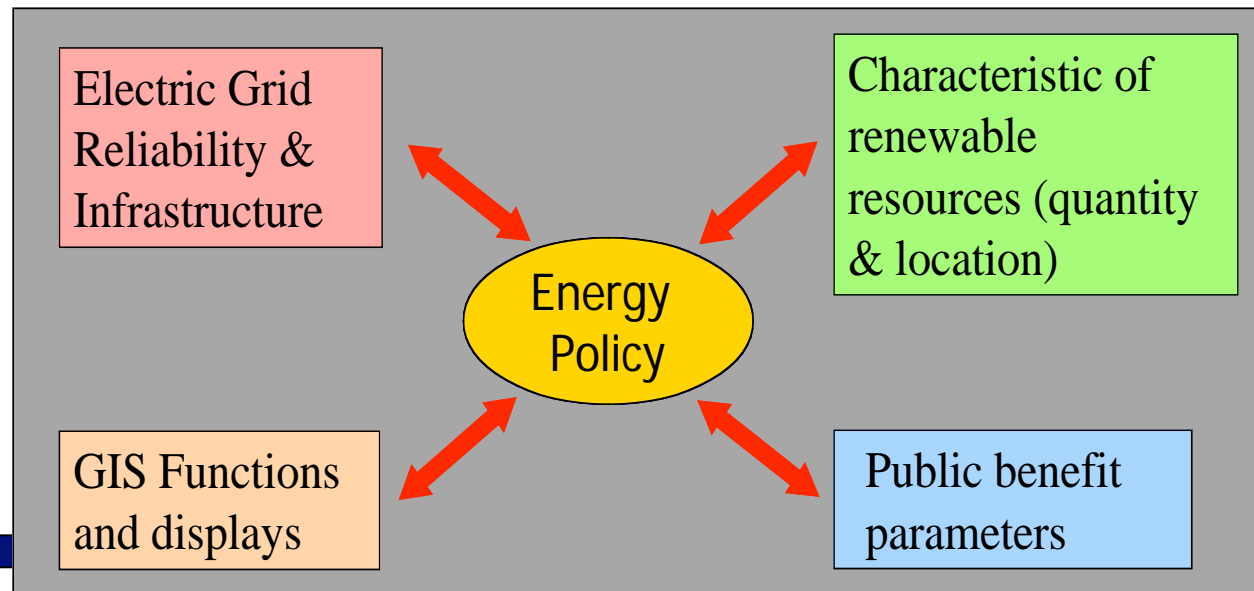 Electric Grid
Reliability &
Infrastructure
Characteristic of
renewable
resources (quantity
& location)
Energy
Policy
GIS Functions
and displays
Public benefit
parameters